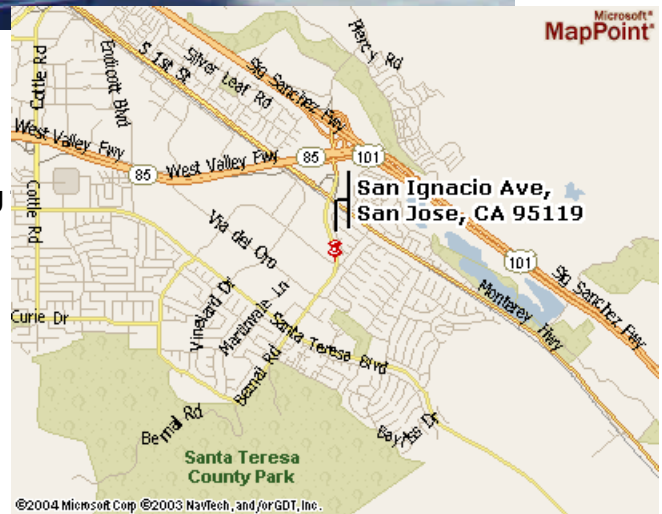 Microsoft®
MapPoint®
Mercy Rd
S 1st St
Silver Leaf Rd
Endicott Blvd
Cottle Rd
Sig Sanchez Fwy
West Valley Fwy
85
101
West Valley Fwy
85
San Ignacio Ave,
San Jose, CA 95119
Cottle Rd
Via del Oro
101
Sig Sanchez Fwy
Monterey Hwy
Vineyard Dr
Martinvale Ln
Curie Dr
Santa Teresa Blvd
Bernal Rd
Bernal Rd
Bayliss Dr
Santa Teresa
County Park
©2004 Microsoft Corp ©2003 NavTech, and/or GDT, Inc.